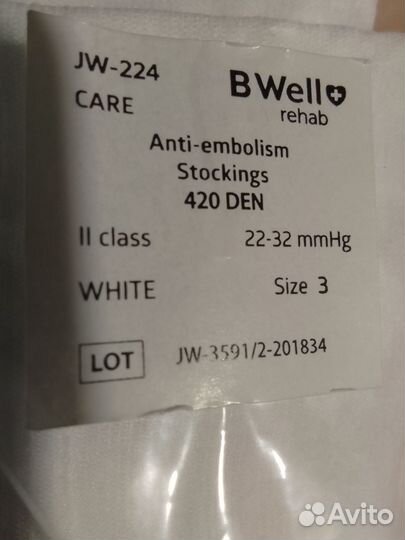 JW-224
CARE
B Well
rehab
Anti-embolism
Stockings
420 DEN
II class 22-32 mmHg
WHITE Size 3
LOT JW-3591/2-201834
Avito